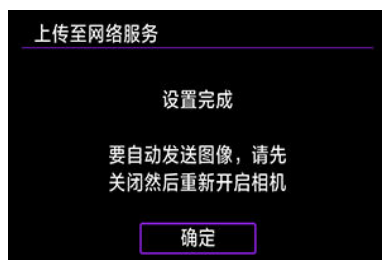 上传至网络服务
设置完成
要自动发送图像，请先
关闭然后重新开启相机
确定